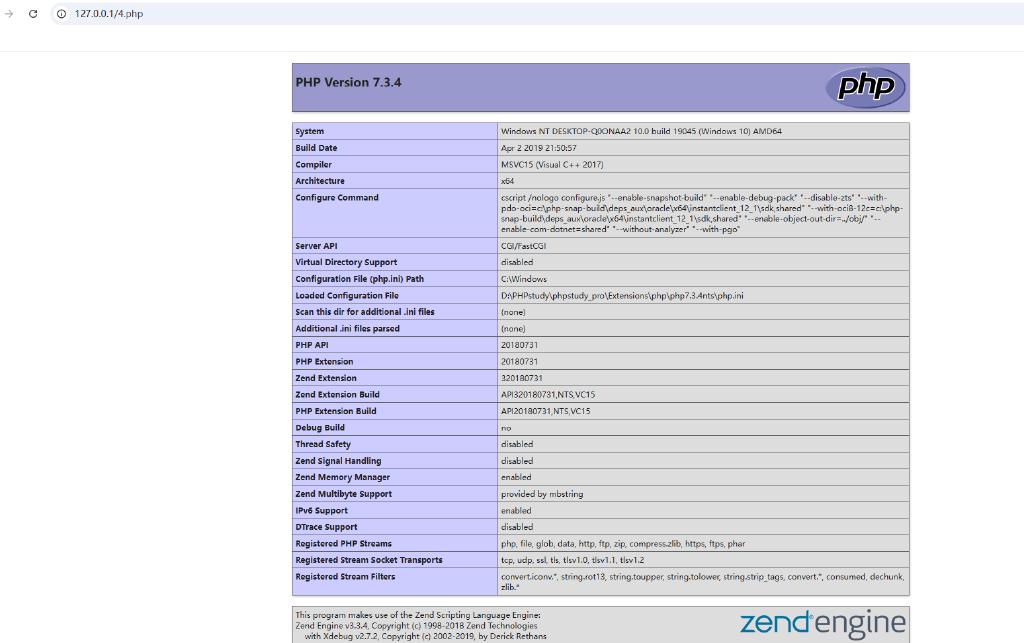 127.0.0.1/4.php
PHP Version 7.3.4
php
System Windows NT DESKTOP-Q0ONAA2 10.0 build 19045 (Windows 10) AMD64
Build Date Apr 2 2019 21:50:57
Compiler MSVC15 (Visual C++ 2017)
Architecture x64
Configure Command cscript /nologo configure.js "--enable-snapshot-build" "--enable-debug-pack" "--disable-zts" "--with-
pdo-oci=c:\php-snap-build\deps_aux\oracle\x64\instantclient_12_1\sdk,shared" "--with-oci8-12c=c:\php-
snap-build\deps_aux\oracle\x64\instantclient_12_1\sdk,shared" "--enable-object-out-dir=../obj/" "--
enable-com-dotnet=shared" "--without-analyzer" "--with-pgo"
Server API CGI/FastCGI
Virtual Directory Support disabled
Configuration File (php.ini) Path C:\Windows
Loaded Configuration File D:\PHPstudy\phpstudy_pro\Extensions\php\php7.3.4nts\php.ini
Scan this dir for additional .ini files (none)
Additional .ini files parsed (none)
PHP API 20180731
PHP Extension 20180731
Zend Extension 320180731
Zend Extension Build API320180731,NTS,VC15
PHP Extension Build API20180731,NTS,VC15
Debug Build no
Thread Safety disabled
Zend Signal Handling disabled
Zend Memory Manager enabled
Zend Multibyte Support provided by mbstring
IPv6 Support enabled
DTrace Support disabled
Registered PHP Streams php, file, glob, data, http, ftp, zip, compress.zlib, https, ftps, phar
Registered Stream Socket Transports tcp, udp, ssl, tls, tlsv1.0, tlsv1.1, tlsv1.2
Registered Stream Filters convert.iconv.*, string.rot13, string.toupper, string.tolower, string.strip_tags, convert.*, consumed, dechunk,
zlib.*
This program makes use of the Zend Scripting Language Engine:
Zend Engine v3.3.4, Copyright (c) 1998-2018 Zend Technologies
with Xdebug v2.7.2, Copyright (c) 2002-2019, by Derick Rethans
zend engine